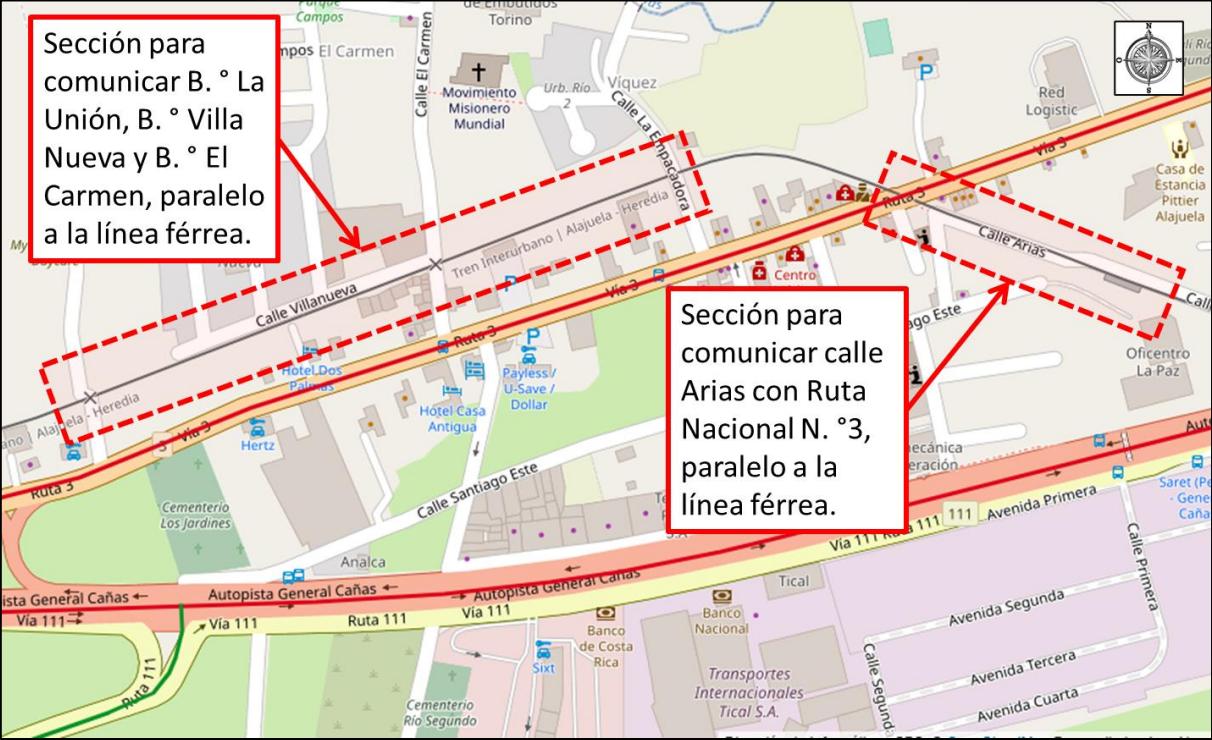 Sección para
comunicar B. ° La
Unión, B. ° Villa
Nueva y B. ° El
Carmen, paralelo
a la línea férrea.
Sección para
comunicar calle
Arias con Ruta
Nacional N. °3,
paralelo a la
línea férrea.
Parque
Campos
El Carmen
Calle El Carmen
de Embutidos
Torino
Movimiento
Misionero
Mundial
Urb. Río
2
Víquez
Calle La Empacadora
Red
Logistic
Vía 3
Casa de
Estancia
Pittier
Alajuela
Ruta 3
Calle Arias
Tren Interurbano | Alajuela - Heredia
Calle Villanueva
Vía 3
Centro
Oficentro
La Paz
Ruta 3
Hotel Dos
Palmas
Payless /
U-Save /
Dollar
Hotel Casa
Antigua
Alajuela - Heredia
Hertz
3
Vía 3
Ruta 3
Cementerio
Los Jardines
Calle Santiago Este
Analca
Autopista General Cañas
Autopista General Cañas
Vía 111
Vía 111
Ruta 111
Vía 111
Vía 111
Ruta 111
111
Avenida Primera
Calle Primera
Tical
Avenida Segunda
Avenida Tercera
Avenida Cuarta
Calle Segunda
Banco
Nacional
Banco
de Costa
Rica
Sixt
Transportes
Internacionales
Tical S.A.
Cementerio
Río Segundo
Ruta 111